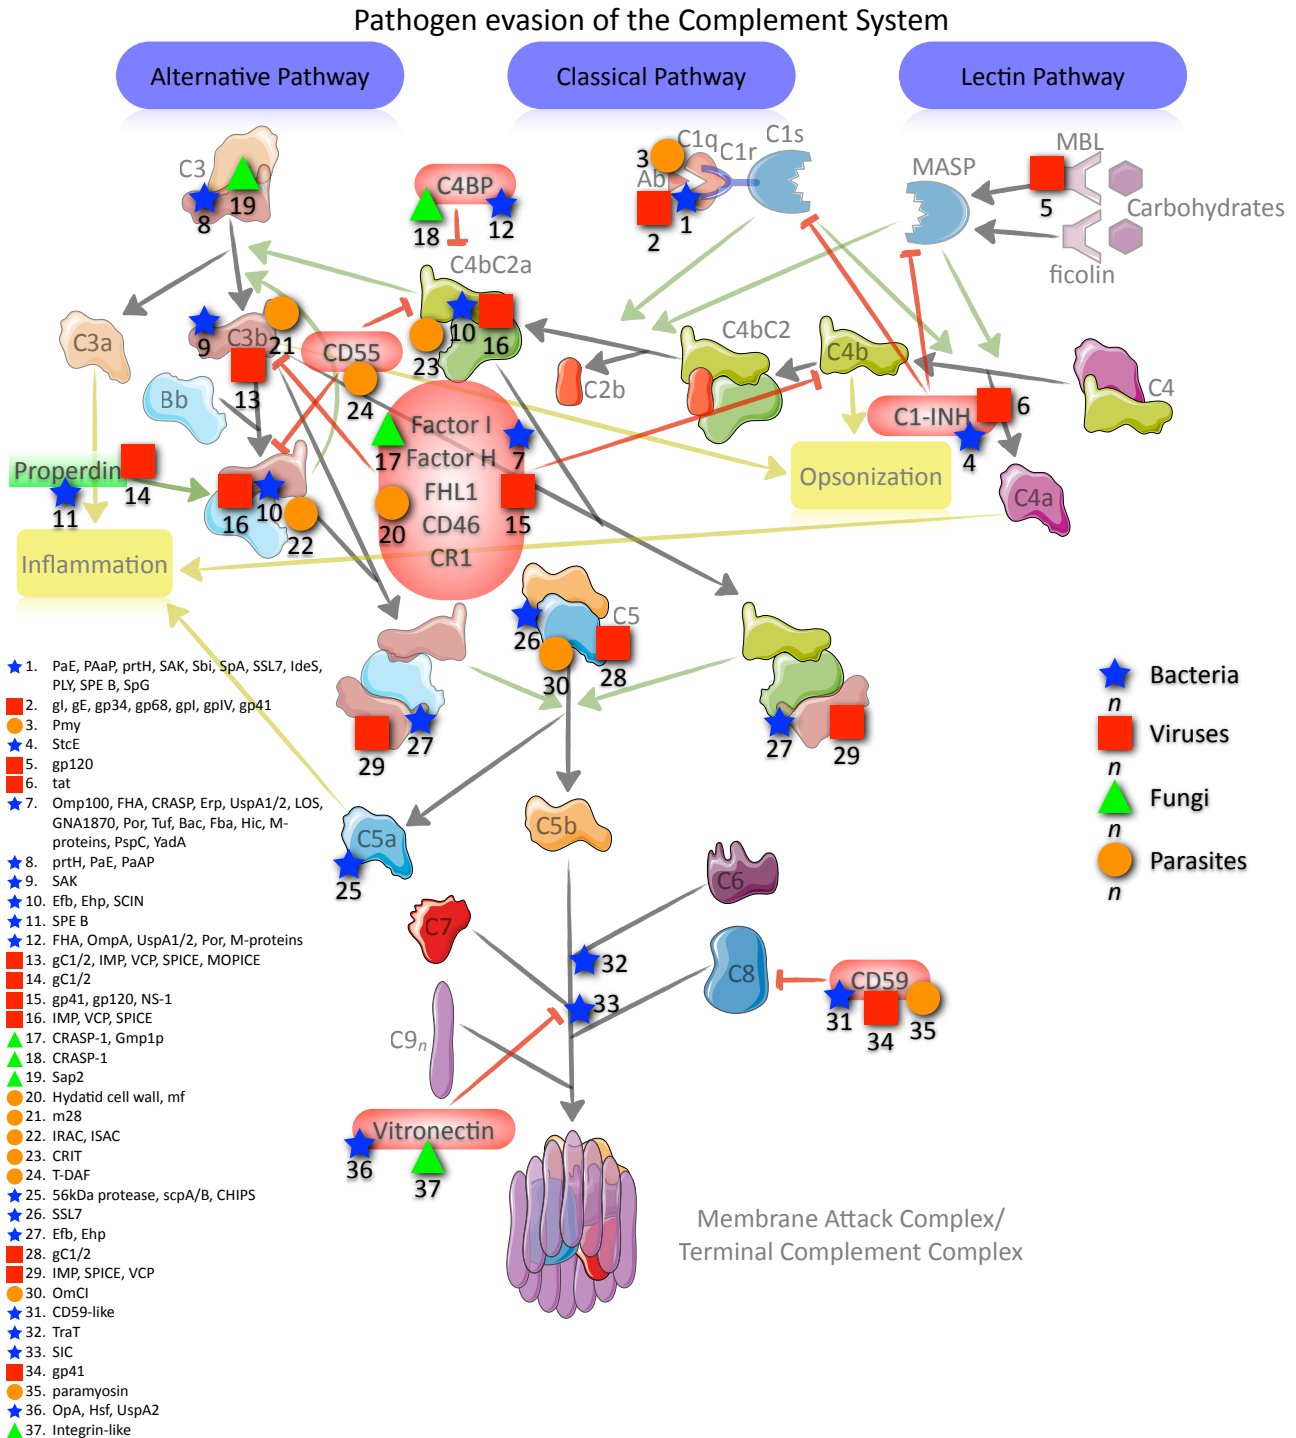 Pathogen evasion of the Complement System
Alternative Pathway
Classical Pathway
Lectin Pathway
C3
8
19
C4BP
18
12
3
Ab
C1q
C1r
C1s
2
1
MASP
MBL
5
Carbohydrates
ficolin
C4bC2a
10
16
23
C3a
C3b
9
21
13
CD55
24
Bb
C4bC2
C2b
C4b
C4
C1-INH
6
4
C4a
Properdin
14
11
16
10
22
Factor I
Factor H
FHL1
CD46
CR1
17
7
20
15
Opsonization
Inflammation
C5
26
28
30
29
27
27
29
C5a
25
C5b
C6
C7
C8
32
33
CD59
31
34
35
C9n
Vitronectin
36
37
Membrane Attack Complex/
Terminal Complement Complex
Bacteria
n
Viruses
n
Fungi
n
Parasites
n
1. PaE, PAaP, prtH, SAK, Sbi, SpA, SSL7, IdeS,
PLY, SPE B, SpG
2. gI, gE, gp34, gp68, gpI, gpIV, gp41
3. Pmy
4. StcE
5. gp120
6. tat
7. Omp100, FHA, CRASP, Erp, UspA1/2, LOS,
GNA1870, Por, Tuf, Bac, Fba, Hic, M-
proteins, PspC, YadA
8. prtH, PaE, PaAP
9. SAK
10. Efb, Ehp, SCIN
11. SPE B
12. FHA, OmpA, UspA1/2, Por, M-proteins
13. gC1/2, IMP, VCP, SPICE, MOPICE
14. gC1/2
15. gp41, gp120, NS-1
16. IMP, VCP, SPICE
17. CRASP-1, Gmp1p
18. CRASP-1
19. Sap2
20. Hydatid cell wall, mf
21. m28
22. IRAC, ISAC
23. CRIT
24. T-DAF
25. 56kDa protease, scpA/B, CHIPS
26. SSL7
27. Efb, Ehp
28. gC1/2
29. IMP, SPICE, VCP
30. OmCI
31. CD59-like
32. TraT
33. SIC
34. gp41
35. paramyosin
36. OpA, Hsf, UspA2
37. Integrin-like